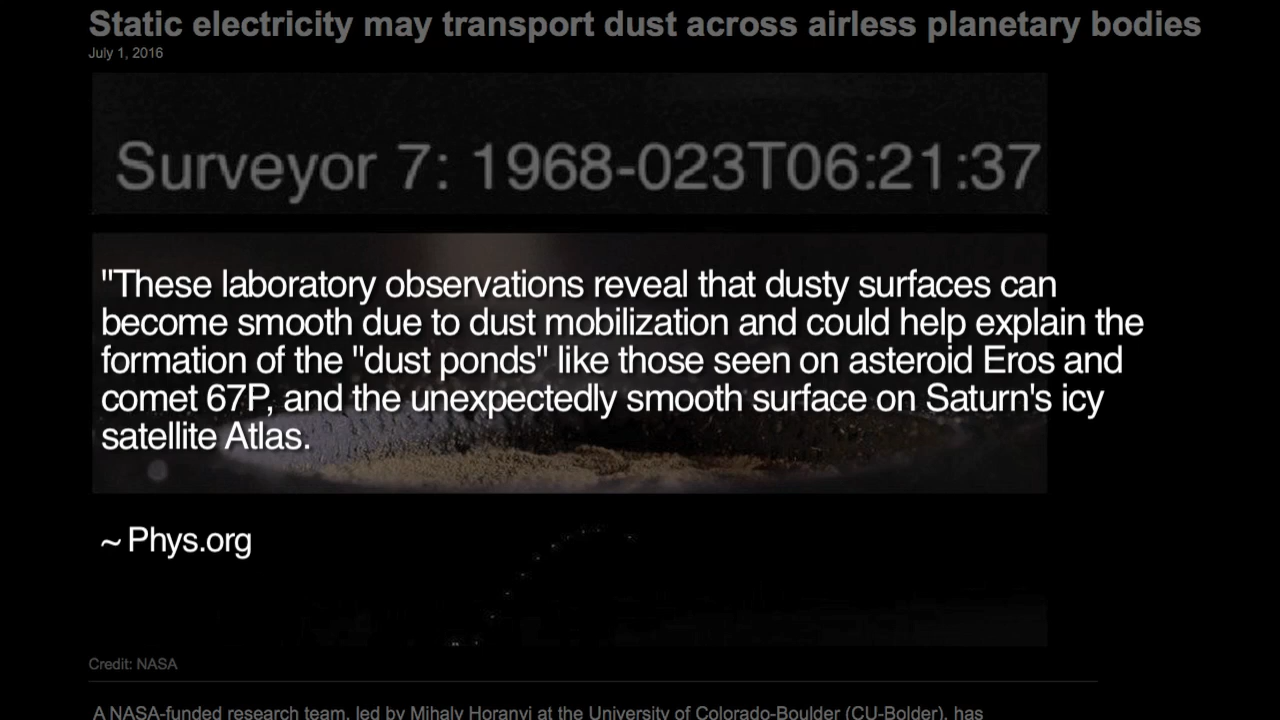 Static electricity may transport dust across airless planetary bodies
July 1, 2016
Surveyor 7: 1968-023T06:21:37
"These laboratory observations reveal that dusty surfaces can
become smooth due to dust mobilization and could help explain the
formation of the "dust ponds" like those seen on asteroid Eros and
comet 67P, and the unexpectedly smooth surface on Saturn's icy
satellite Atlas.
~ Phys.org
Credit: NASA
A NASA-funded research team, led by Mihaly Horanyi at the University of Colorado-Boulder (CU-Bolder), has